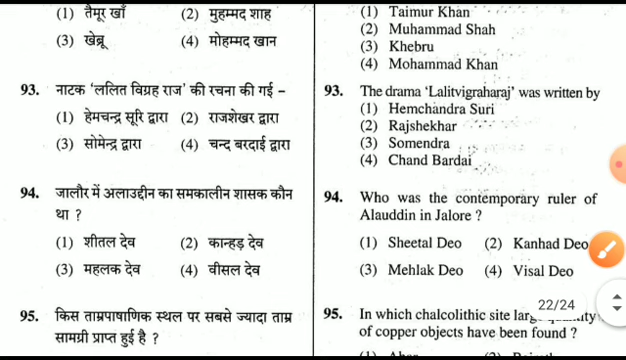 (1) तैमूर खाँ (2) मुहम्मद शाह
(3) खेब्रू (4) मोहम्मद खान
93. नाटक ‘ललित विग्रह राज’ की रचना की गई –
(1) हेमचन्द्र सूरि द्वारा (2) राजशेखर द्वारा
(3) सोमेन्द्र द्वारा (4) चन्द बरदाई द्वारा
94. जालौर में अलाउद्दीन का समकालीन शासक कौन
था ?
(1) शीतल देव (2) कान्हड़ देव
(3) महलक देव (4) वीसल देव
95. किस ताम्रपाषाणिक स्थल पर सबसे ज्यादा ताम्र
सामग्री प्राप्त हुई है ?
(1) Taimur Khan
(2) Muhammad Shah
(3) Khebru
(4) Mohammad Khan
93. The drama ‘Lalitvigraharaj’ was written by
(1) Hemchandra Suri
(2) Rajshekhar
(3) Somendra
(4) Chand Bardai
94. Who was the contemporary ruler of
Alauddin in Jalore ?
(1) Sheetal Deo (2) Kanhad Deo
(3) Mehlak Deo (4) Visal Deo
22/24
95. In which chalcolithic site
of copper objects have been found ?